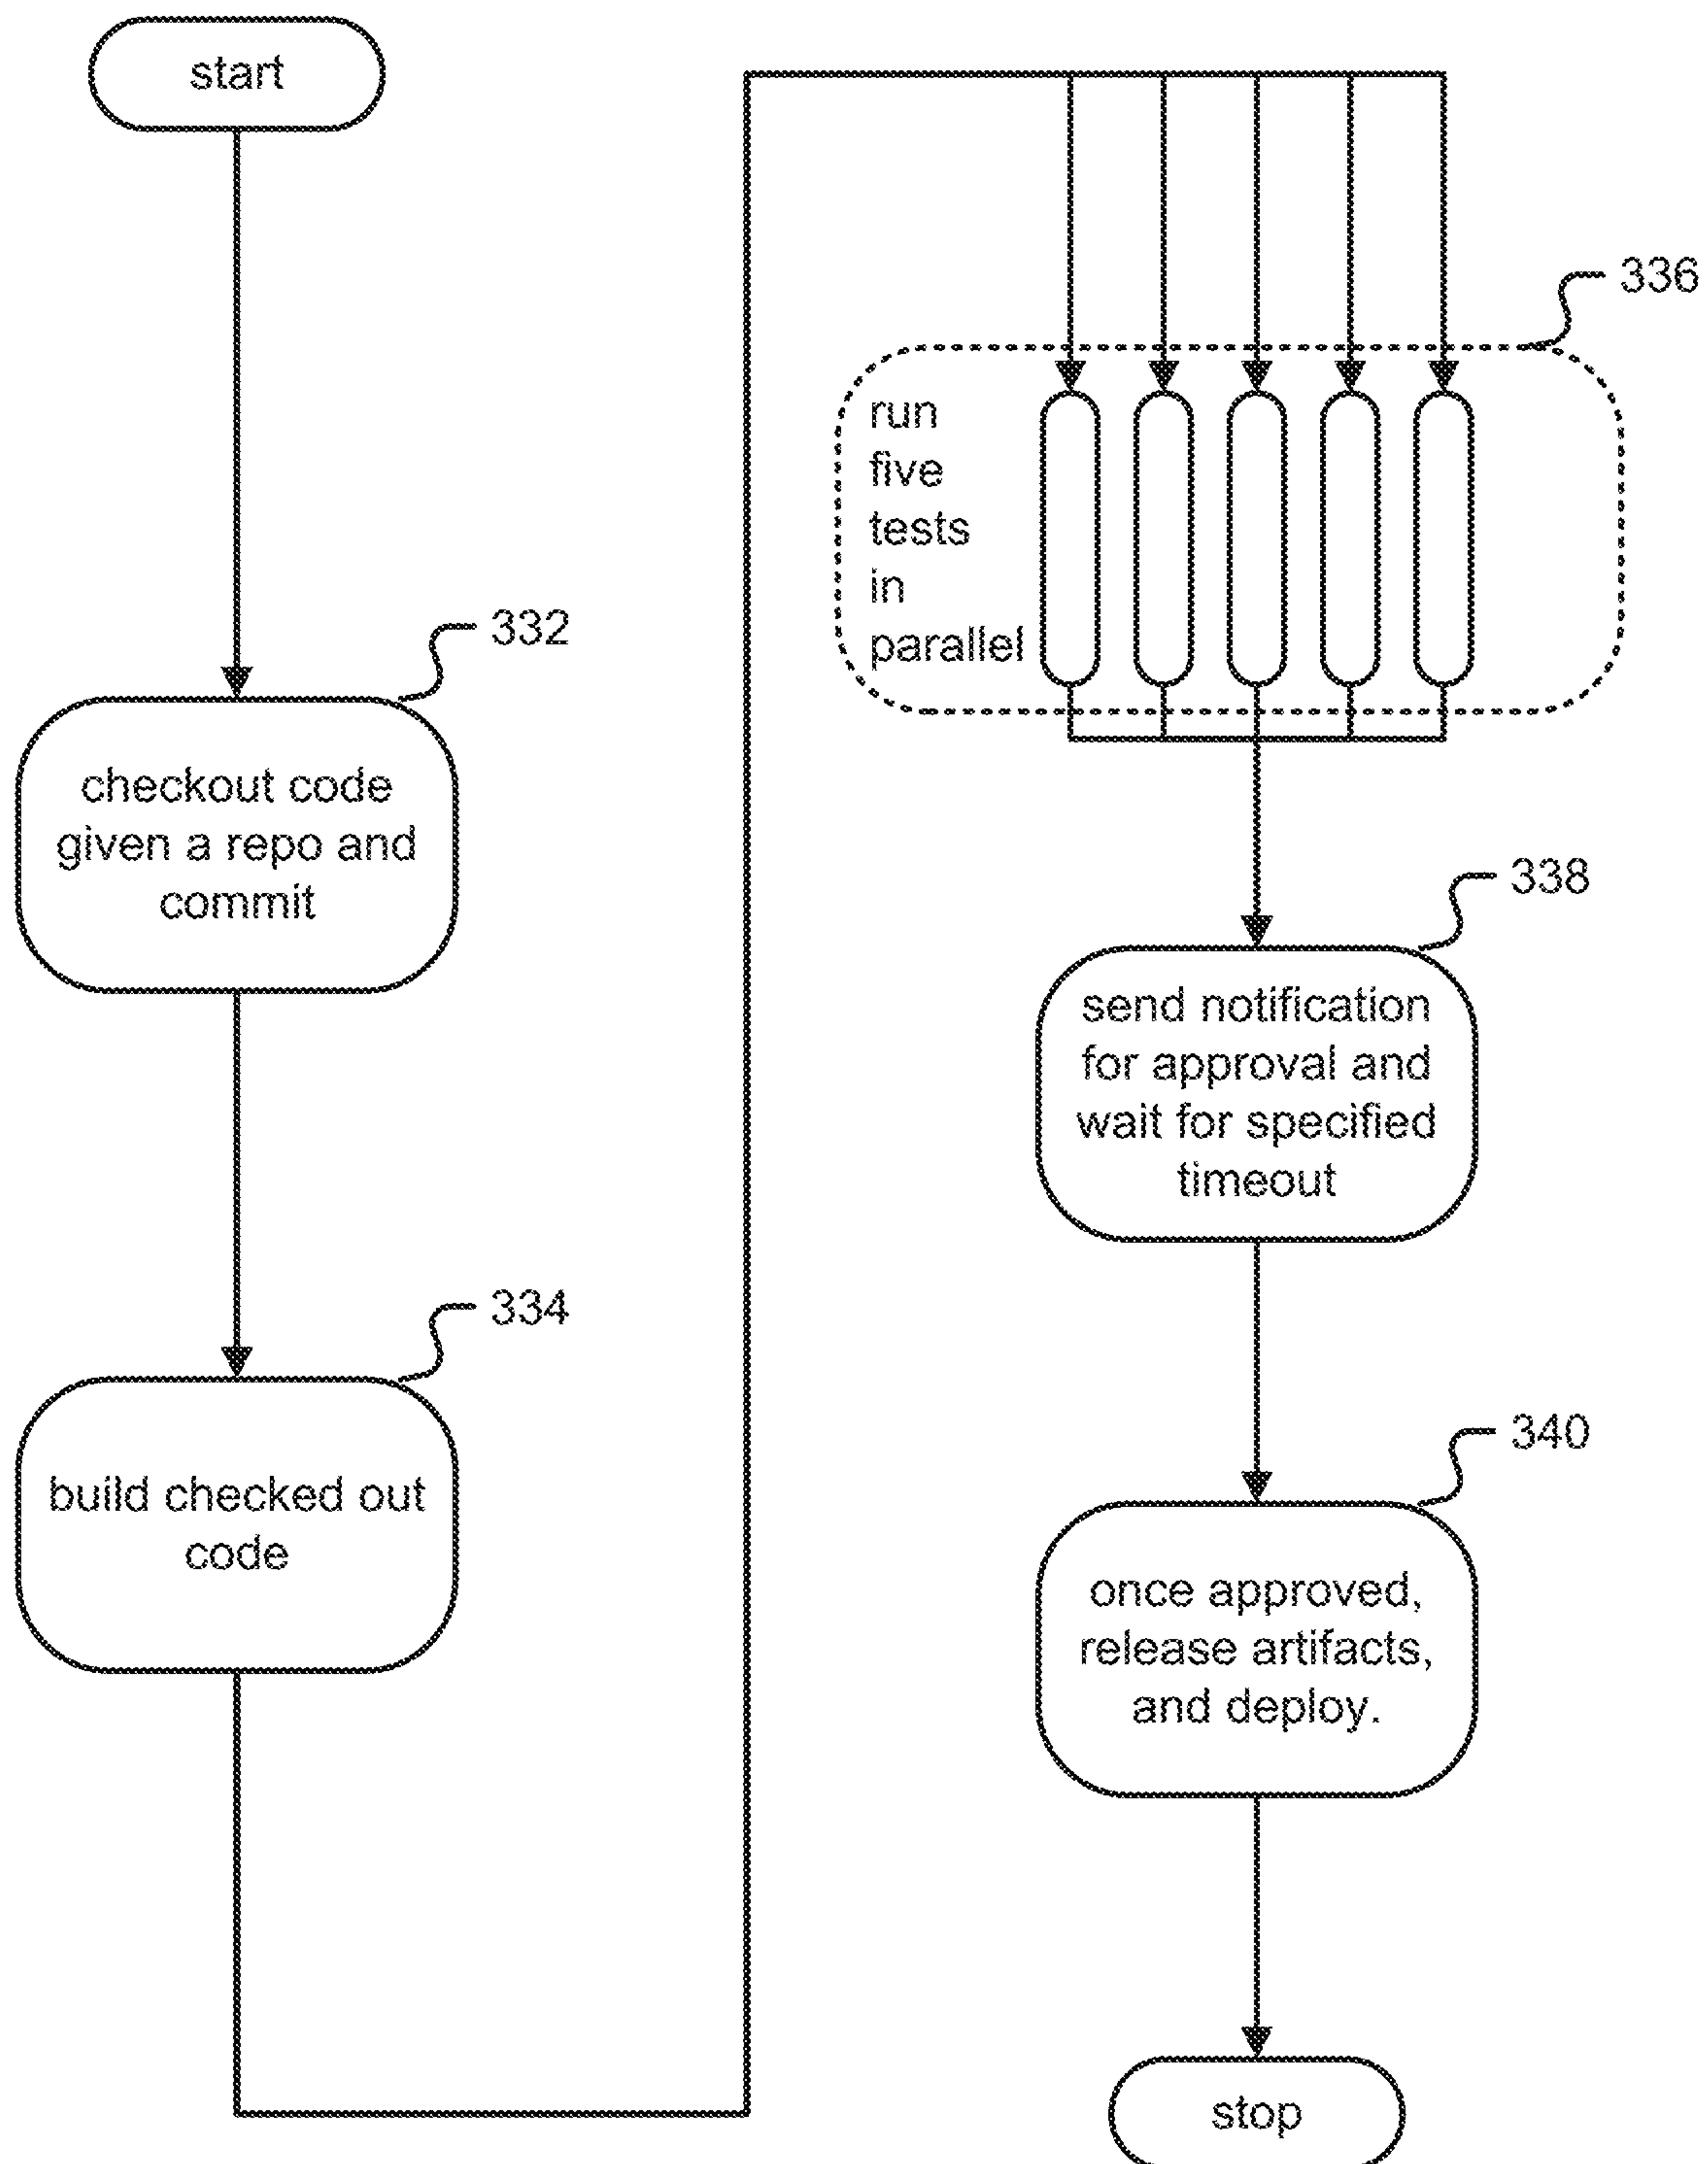 start
332
checkout code
given a repo and
commit
334
build checked out
code
336
run
five
tests
in
parallel
338
send notification
for approval and
wait for specified
timeout
340
once approved,
release artifacts,
and deploy.
stop